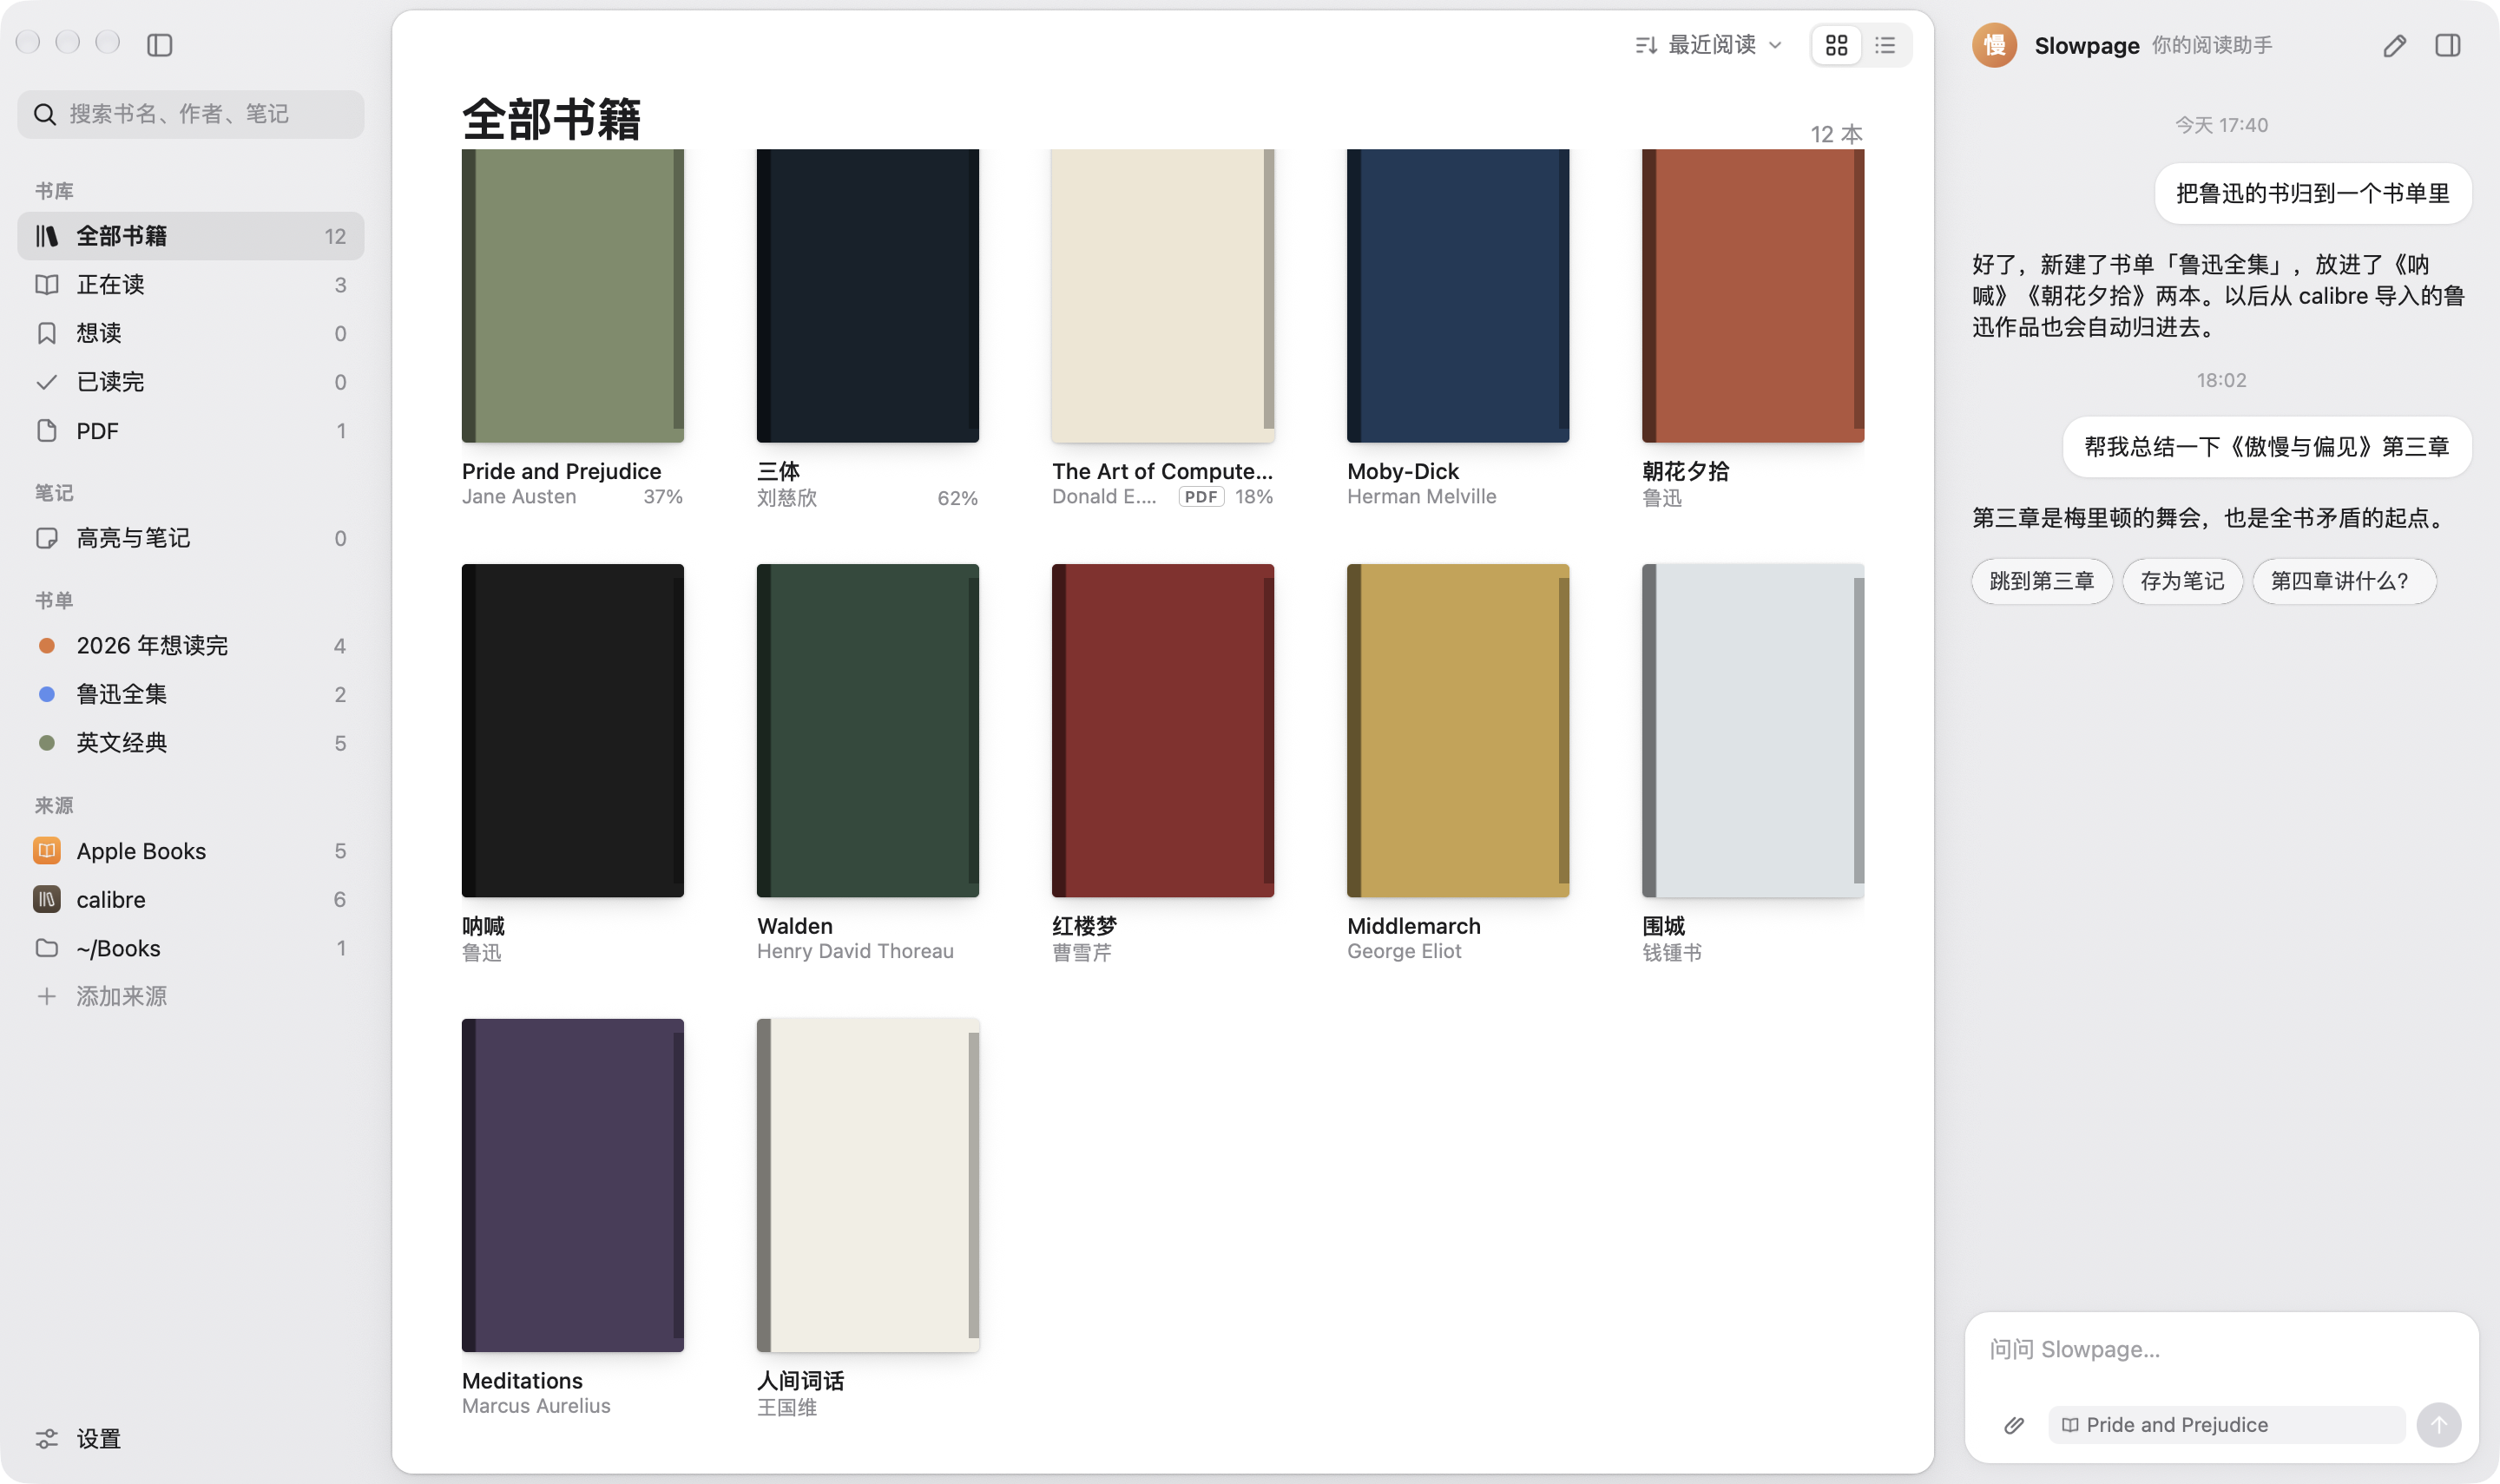 搜索书名、作者、笔记
书库
全部书籍 12
正在读 3
想读 0
已读完 0
PDF 1
笔记
高亮与笔记 0
书单
2026 年想读完 4
鲁迅全集 2
英文经典 5
来源
Apple Books 5
calibre 6
~/Books 1
添加来源
设置
最近阅读
全部书籍
12 本
Pride and Prejudice
Jane Austen 37%
三体
刘慈欣 62%
The Art of Compute...
Donald E.... PDF 18%
Moby-Dick
Herman Melville
朝花夕拾
鲁迅
呐喊
鲁迅
Walden
Henry David Thoreau
红楼梦
曹雪芹
Middlemarch
George Eliot
围城
钱锺书
Meditations
Marcus Aurelius
人间词话
王国维
慢 Slowpage 你的阅读助手
今天 17:40
把鲁迅的书归到一个书单里
好了，新建了书单「鲁迅全集」，放进了《呐
喊》《朝花夕拾》两本。以后从 calibre 导入的鲁
迅作品也会自动归进去。
18:02
帮我总结一下《傲慢与偏见》第三章
第三章是梅里顿的舞会，也是全书矛盾的起点。
跳到第三章 存为笔记 第四章讲什么？
问问 Slowpage...
Pride and Prejudice